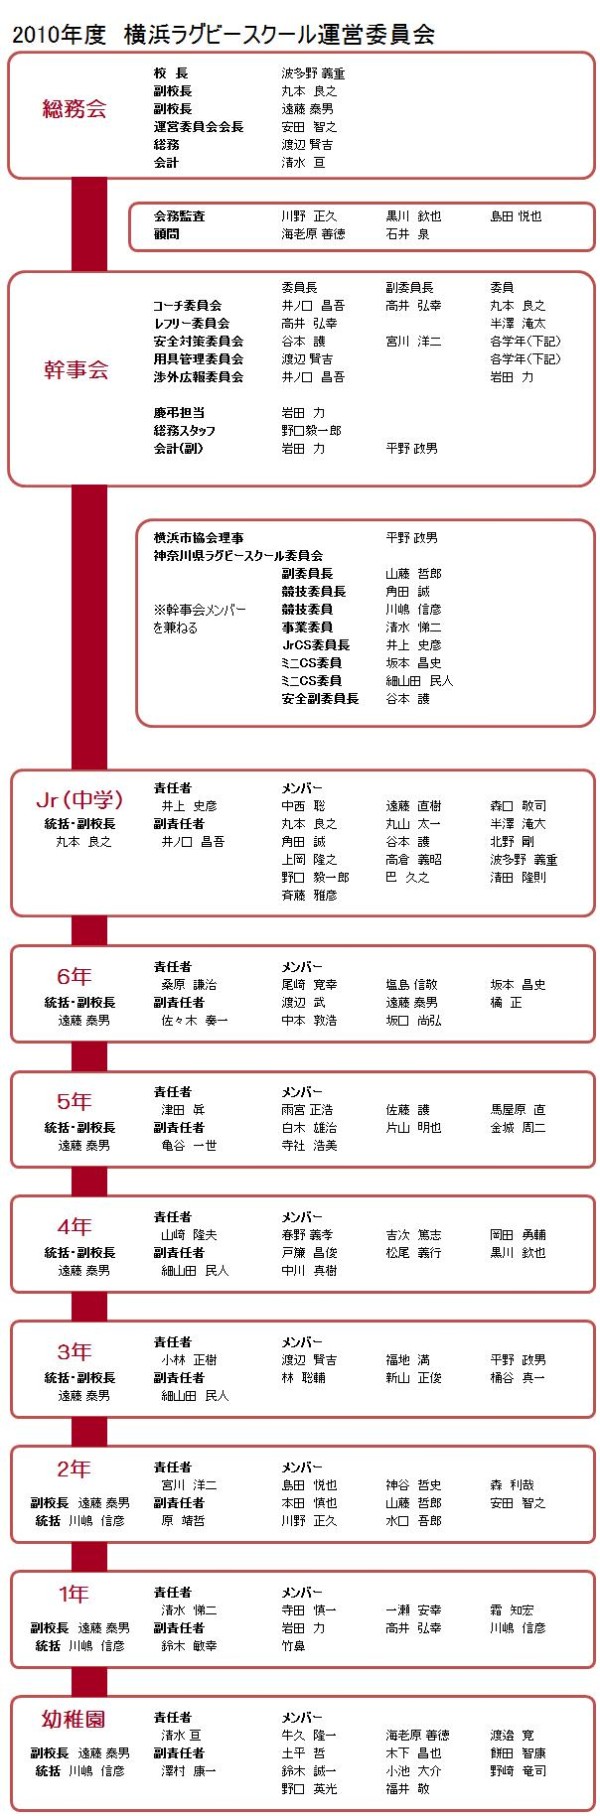 2010年度 横浜ラグビースクール運営委員会
総務会
校 長 波多野 義重
副校長 丸本 良之
副校長 遠藤 泰男
運営委員会会長 安田 智之
総務 渡辺 賢吉
会計 清水 亘
会務監査 川野 正久 黒川 欽也 島田 悦也
顧問 海老原 善徳 石井 泉
幹事会
委員長 副委員長 委員
コーチ委員会 井ノ口 昌吾 高井 弘幸 丸本 良之
レフリー委員会 高井 弘幸 半澤 滝太
安全対策委員会 谷本 護 宮川 洋二 各学年(下記)
用具管理委員会 渡辺 賢吉 各学年(下記)
渉外広報委員会 井ノ口 昌吾 岩田 力
慶弔担当 岩田 力
総務スタッフ 野口毅一郎
会計(副) 岩田 力 平野 政男
横浜市協会理事 平野 政男
神奈川県ラグビースクール委員会
副委員長 山藤 哲郎
競技委員長 角田 誠
※幹事会メンバー 競技委員 川嶋 信彦
を兼ねる 事業委員 清水 悌二
JrCS委員長 井上 史彦
ミニCS委員 坂本 昌史
ミニCS委員 細山田 民人
安全副委員長 谷本 護
Jr(中学) 責任者 メンバー
井上 史彦 中西 聡 遠藤 直樹 森口 敬司
統括・副校長 副責任者 丸本 良之 丸山 太一 半澤 滝大
丸本 良之 井ノ口 昌吾 角田 誠 谷本 護 北野 剛
上岡 隆之 高倉 義昭 波多野 義重
野口 毅一郎 巴 久之 清田 隆則
斉藤 雅彦
6年 責任者 メンバー
桑原 謙治 尾崎 寛幸 塩島 信敬 坂本 昌史
統括・副校長 副責任者 渡辺 武 遠藤 泰男 橘 正
遠藤 泰男 佐々木 奏一 中本 敦浩 坂口 尚弘
5年 責任者 メンバー
津田 眞 雨宮 正浩 佐藤 護 馬屋原 直
統括・副校長 副責任者 白木 雄治 片山 明也 金城 周二
遠藤 泰男 亀谷 一世 寺社 浩美
4年 責任者 メンバー
山崎 隆夫 春野 義孝 吉次 篤志 岡田 勇輔
統括・副校長 副責任者 戸簾 昌俊 松尾 義行 黒川 欽也
遠藤 泰男 細山田 民人 中川 真樹
3年 責任者 メンバー
小林 正樹 渡辺 賢吉 福地 満 平野 政男
統括・副校長 副責任者 林 聡輔 新山 正俊 桶谷 真一
遠藤 泰男 細山田 民人
2年 責任者 メンバー
宮川 洋二 島田 悦也 神谷 哲史 森 利哉
副校長 遠藤 泰男 副責任者 本田 慎也 山藤 哲郎 安田 智之
統括 川嶋 信彦 原 靖哲 川野 正久 水口 吾郎
1年 責任者 メンバー
清水 悌二 寺田 慎一 一瀬 安幸 霜 知宏
副校長 遠藤 泰男 副責任者 岩田 力 高井 弘幸 川嶋 信彦
統括 川嶋 信彦 鈴木 敏幸 竹鼻
幼稚園 責任者 メンバー
清水 亘 牛久 隆一 海老原 善徳 渡邉 寛
副校長 遠藤 泰男 副責任者 土平 哲 木下 昌也 餅田 智康
統括 川嶋 信彦 澤村 康一 鈴木 誠一 小池 大介 野崎 竜司
野口 英光 福井 敬